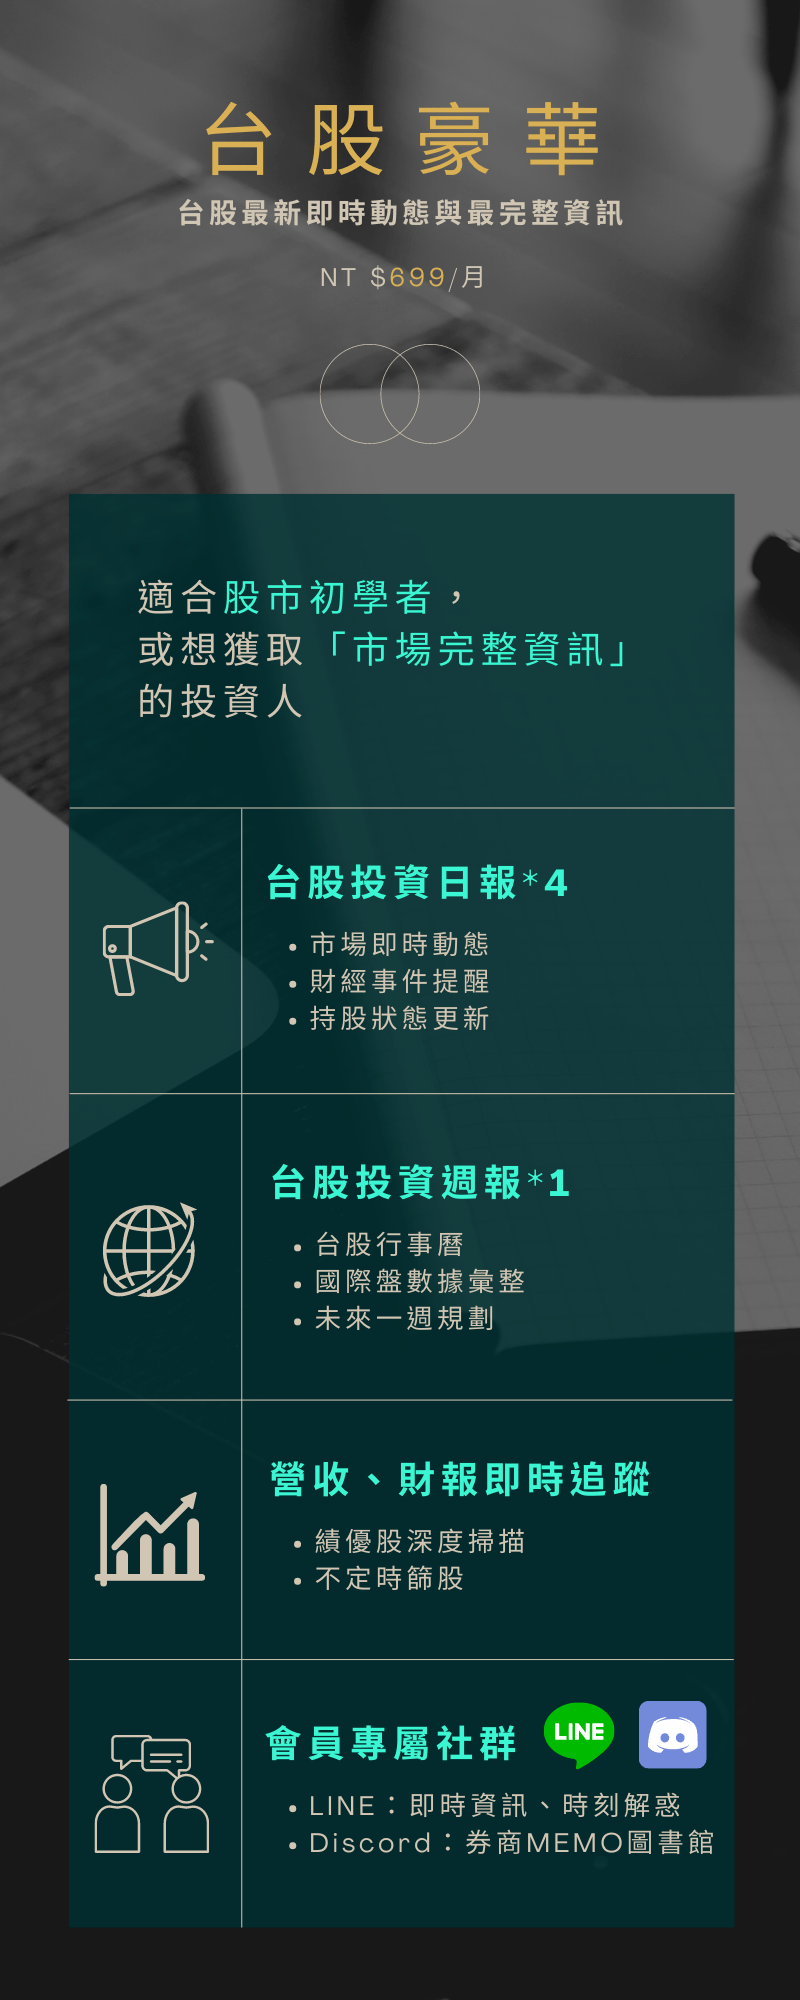 台股豪華
台股最新即時動態與最完整資訊
NT $699/月
適合股市初學者，
或想獲取「市場完整資訊」
的投資人
台股投資日報*4
• 市場即時動態
• 財經事件提醒
• 持股狀態更新
台股投資週報*1
• 台股行事曆
• 國際盤數據彙整
• 未來一週規劃
營收、財報即時追蹤
• 績優股深度掃描
• 不定時篩股
會員專屬社群 LINE
• LINE：即時資訊、時刻解惑
• Discord：券商MEMO圖書館